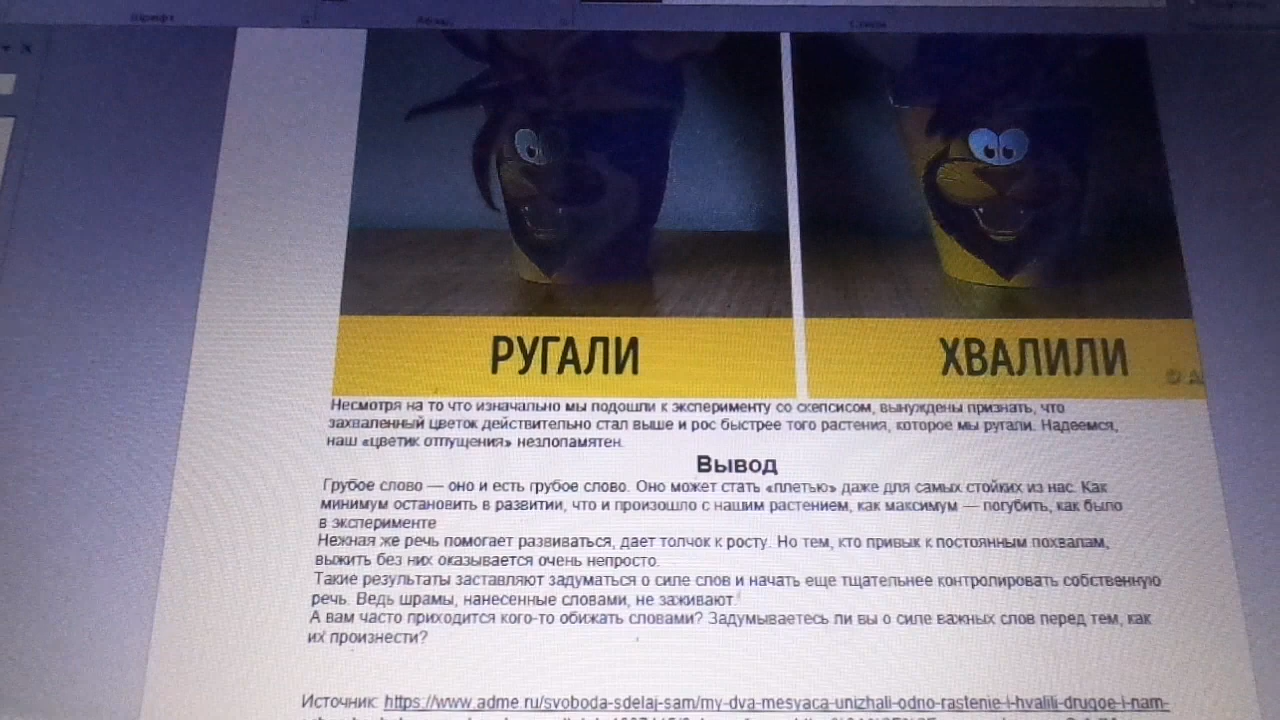 Шрифт Абзац
РУГАЛИ ХВАЛИЛИ
Несмотря на то что изначально мы подошли к эксперименту со скепсисом, вынуждены признать, что
захваленный цветок действительно стал выше и рос быстрее того растения, которое мы ругали. Надеемся,
наш «цветик отпущения» незлопамятен.
Вывод
Грубое слово — оно и есть грубое слово. Оно может стать «плетью» даже для самых стойких из нас. Как
минимум остановить в развитии, что и произошло с нашим растением, как максимум — погубить, как было
в эксперименте
Нежная же речь помогает развиваться, дает толчок к росту. Но тем, кто привык к постоянным похвалам,
выжить без них оказывается очень непросто.
Такие результаты заставляют задуматься о силе слов и начать еще тщательнее контролировать собственную
речь. Ведь шрамы, нанесенные словами, не заживают.
А вам часто приходится кого-то обижать словами? Задумываетесь ли вы о силе важных слов перед тем, как
их произнести?
Источник: https://www.adme.ru/svoboda-sdelaj-sam/my-dva-mesyaca-unizhali-odno-rastenie-i-hvalili-drugoe-i-nam-